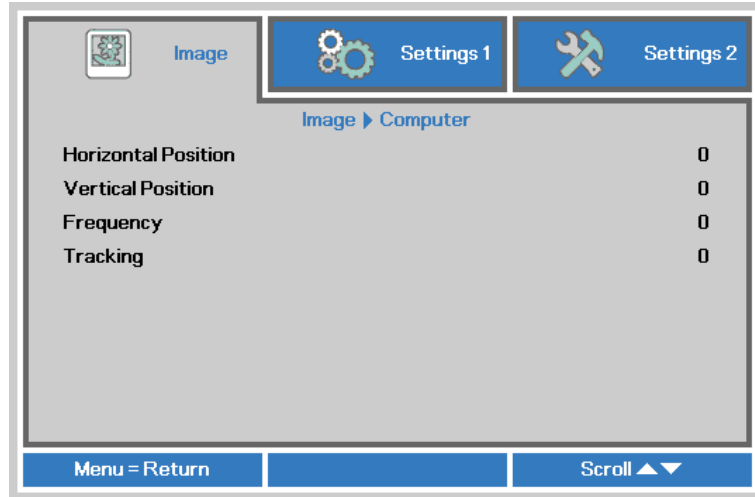 Image
Settings 1
Settings 2
Image ▶ Computer
Horizontal Position 0
Vertical Position 0
Frequency 0
Tracking 0
Menu = Return
Scroll ▲▼